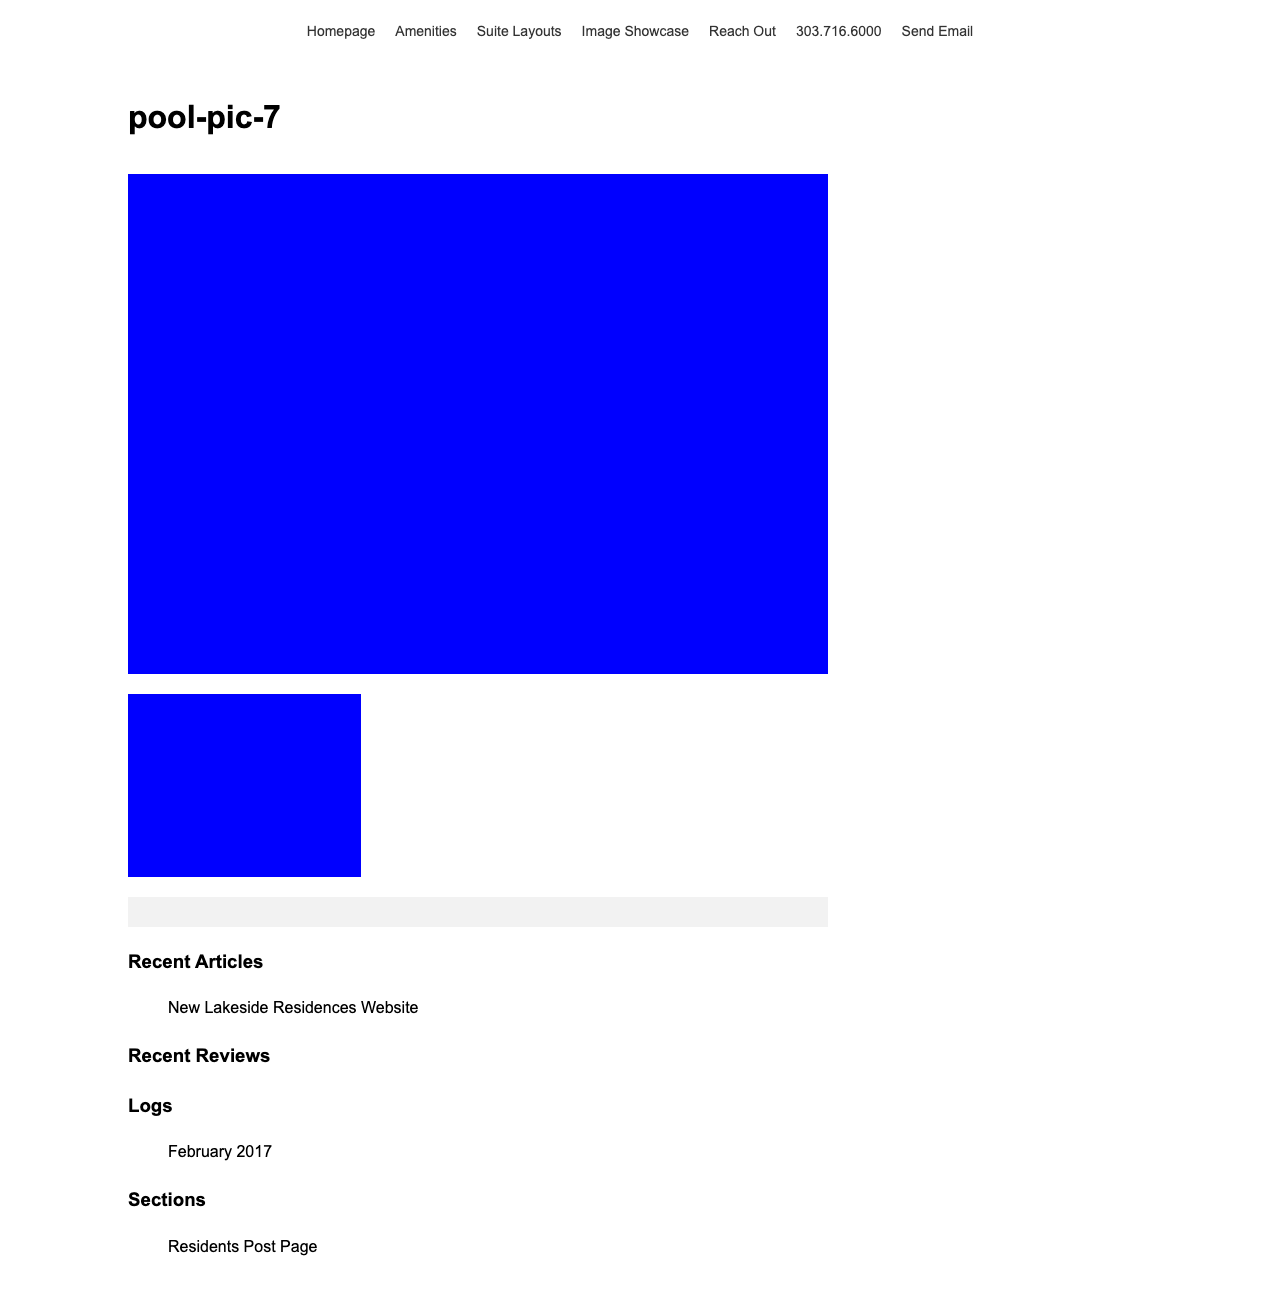 Homepage Amenities Suite Layouts Image Showcase Reach Out 303.716.6000 Send Email
pool-pic-7
Recent Articles
New Lakeside Residences Website
Recent Reviews
Logs
February 2017
Sections
Residents Post Page